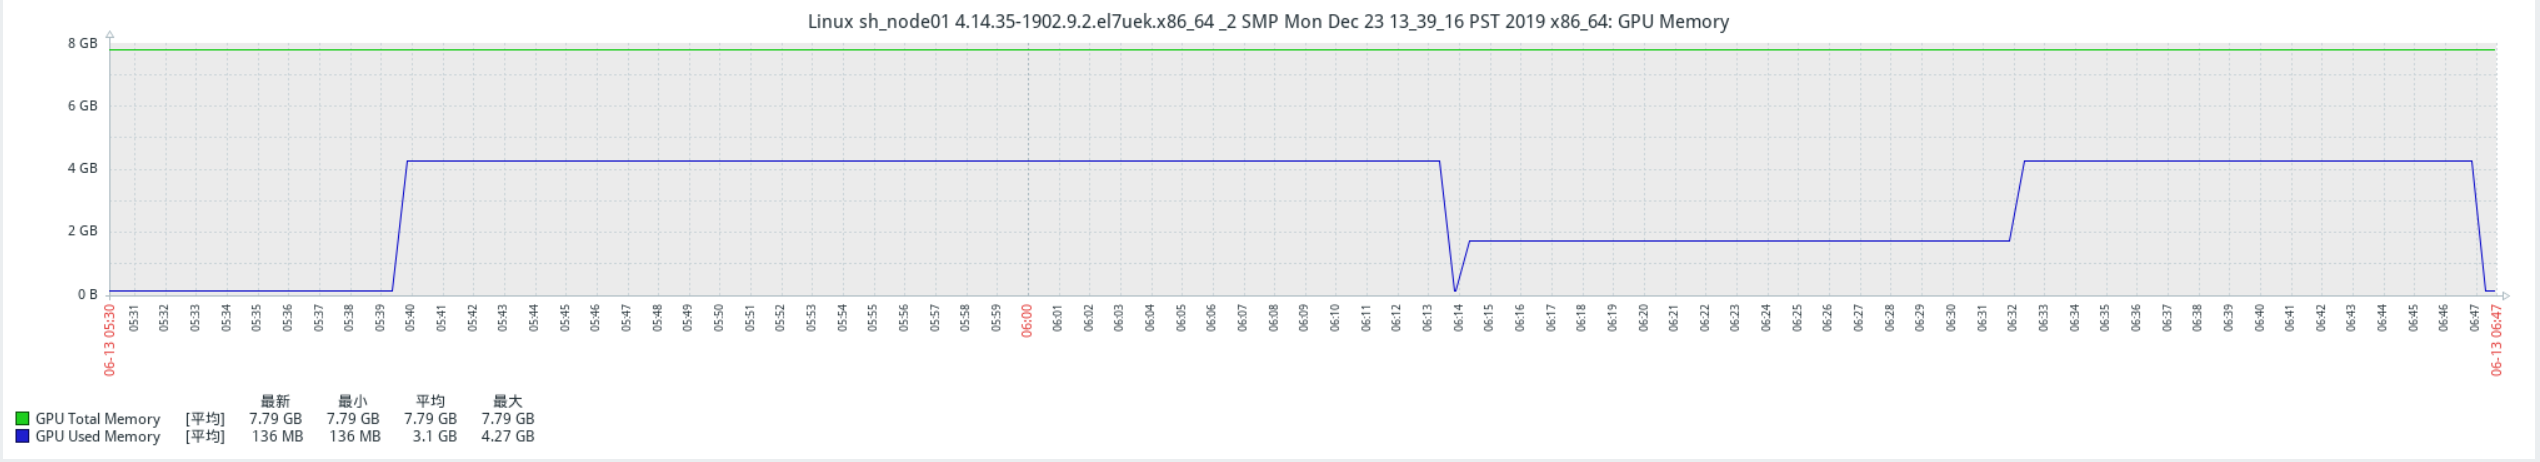 Linux sh_node01 4.14.35-1902.9.2.el7uek.x86_64 _2 SMP Mon Dec 23 13_39_16 PST 2019 x86_64: GPU Memory
8 GB
6 GB
4 GB
2 GB
0 B
06-13 05:30 05:31 05:32 05:33 05:34 05:35 05:36 05:37 05:38 05:39 05:40 05:41 05:42 05:43 05:44 05:45 05:46 05:47 05:48 05:49 05:50 05:51 05:52 05:53 05:54 05:55 05:56 05:57 05:58 05:59 06:00 06:01 06:02 06:03 06:04 06:05 06:06 06:07 06:08 06:09 06:10 06:11 06:12 06:13 06:14 06:15 06:16 06:17 06:18 06:19 06:20 06:21 06:22 06:23 06:24 06:25 06:26 06:27 06:28 06:29 06:30 06:31 06:32 06:33 06:34 06:35 06:36 06:37 06:38 06:39 06:40 06:41 06:42 06:43 06:44 06:45 06:46 06:47 06-13 06:47
最新 最小 平均 最大
GPU Total Memory [平均] 7.79 GB 7.79 GB 7.79 GB 7.79 GB
GPU Used Memory [平均] 136 MB 136 MB 3.1 GB 4.27 GB